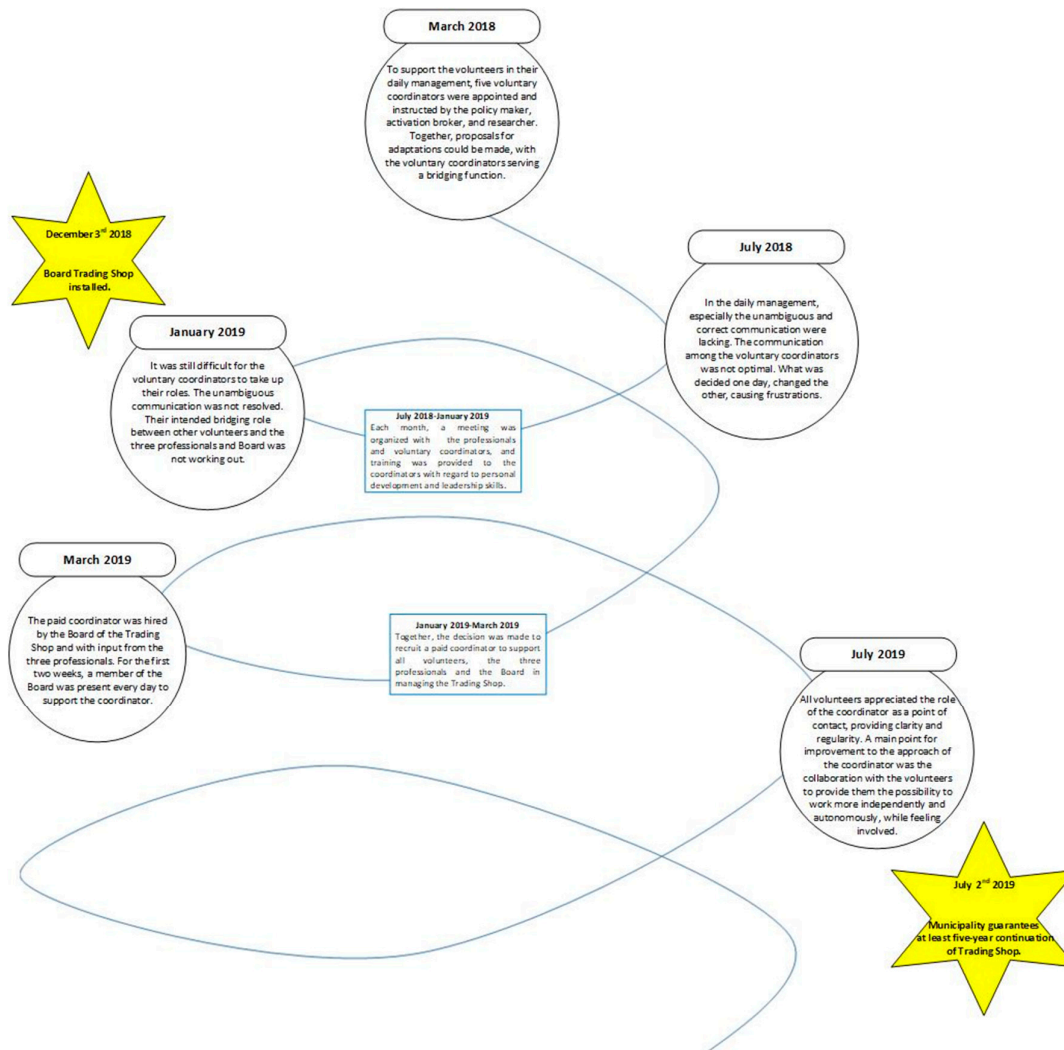 March 2018
To support the volunteers in their
daily management, five voluntary
coordinators were appointed and
instructed by the policy maker,
activation broker, and researcher.
Together, proposals for
adaptations could be made, with
the voluntary coordinators serving
a bridging function.
December 3rd 2018
Board Trading Shop
installed.
July 2018
In the daily management,
especially the unambiguous and
correct communication were
lacking. The communication
among the voluntary coordinators
was not optimal. What was
decided one day, changed the
other, causing frustrations.
January 2019
It was still difficult for the
voluntary coordinators to take up
their roles. The unambiguous
communication was not resolved.
Their intended bridging role
between other volunteers and the
three professionals and Board was
not working out.
July 2018-January 2019
Each month, a meeting was
organized with the professionals
and voluntary coordinators, and
training was provided to the
coordinators with regard to personal
development and leadership skills.
March 2019
The paid coordinator was hired
by the Board of the Trading
Shop and with input from the
three professionals. For the first
two weeks, a member of the
Board was present every day to
support the coordinator.
January 2019-March 2019
Together, the decision was made to
recruit a paid coordinator to support
all volunteers, the three
professionals and the Board in
managing the Trading Shop.
July 2019
All volunteers appreciated the role
of the coordinator as a point of
contact, providing clarity and
regularity. A main point for
improvement to the approach of
the coordinator was the
collaboration with the volunteers
to provide them the possibility to
work more independently and
autonomously, while feeling
involved.
July 2nd 2019
Municipality guarantees
at least five-year continuation
of Trading Shop.